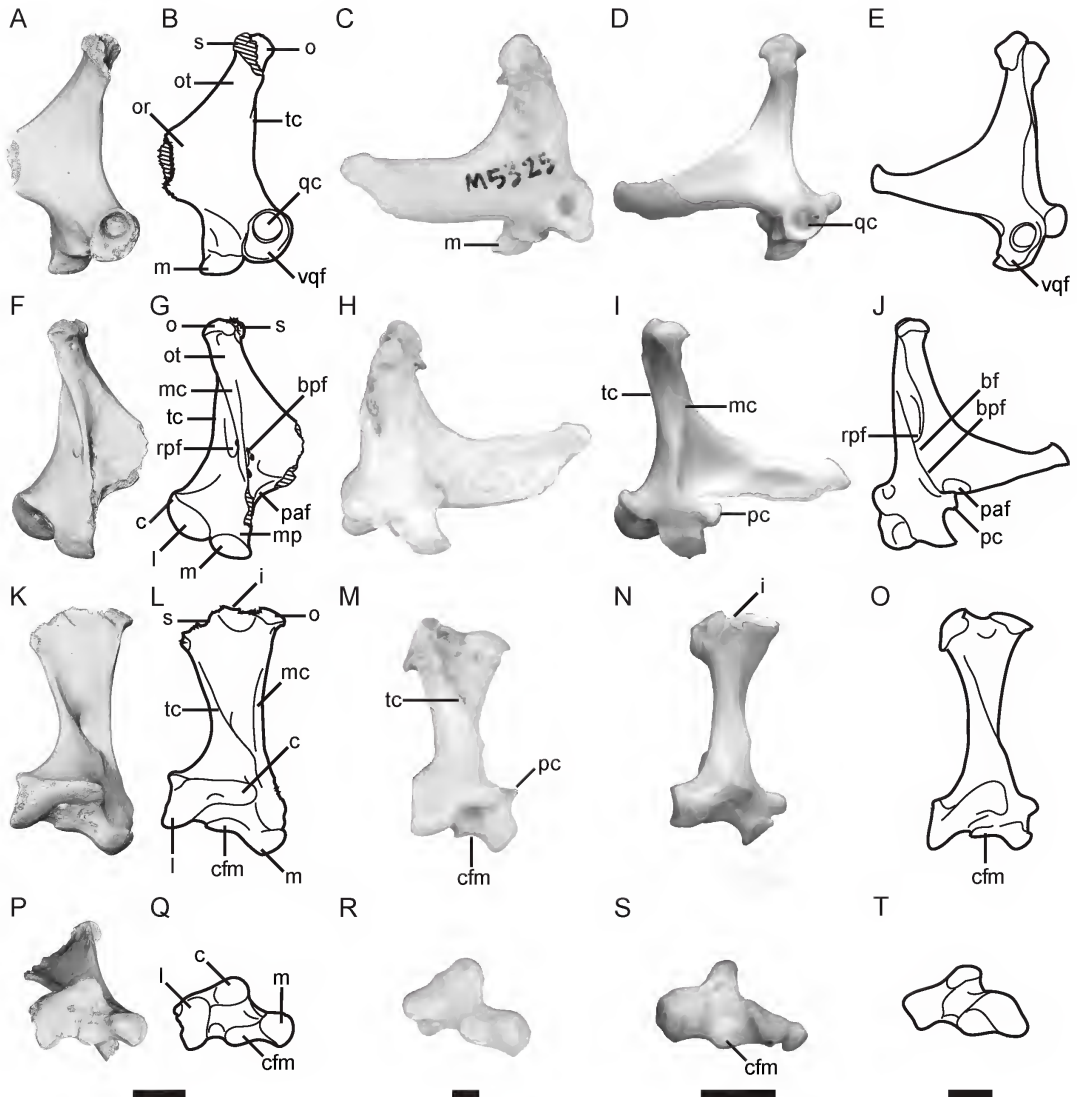 A B C D E
s o
ot
or
tc
M5325
qc
m
m
qc
vqf
vqf
F G H I J
o s
ot
mc
bpf
tc
rpf
c
paf
mp
l
m
tc
mc
pc
bf
bpf
rpf
paf
pc
K L M N O
i
s
o
mc
tc
c
l
cfm
m
tc
pc
cfm
i
cfm
P Q R S T
c
l
m
cfm
cfm